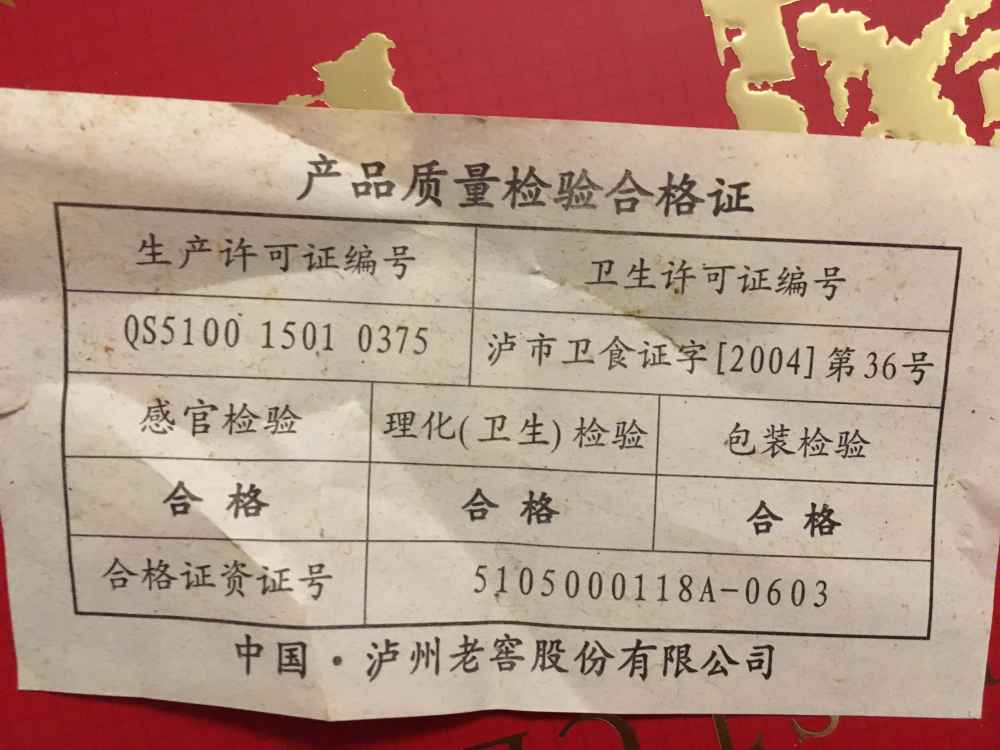 产品质量检验合格证
生产许可证编号 卫生许可证编号
QS5100 1501 0375 泸市卫食证字[2004]第36号
感官检验 理化(卫生)检验 包装检验
合格 合格 合格
合格证资证号 5105000118A-0603
中国·泸州老窖股份有限公司